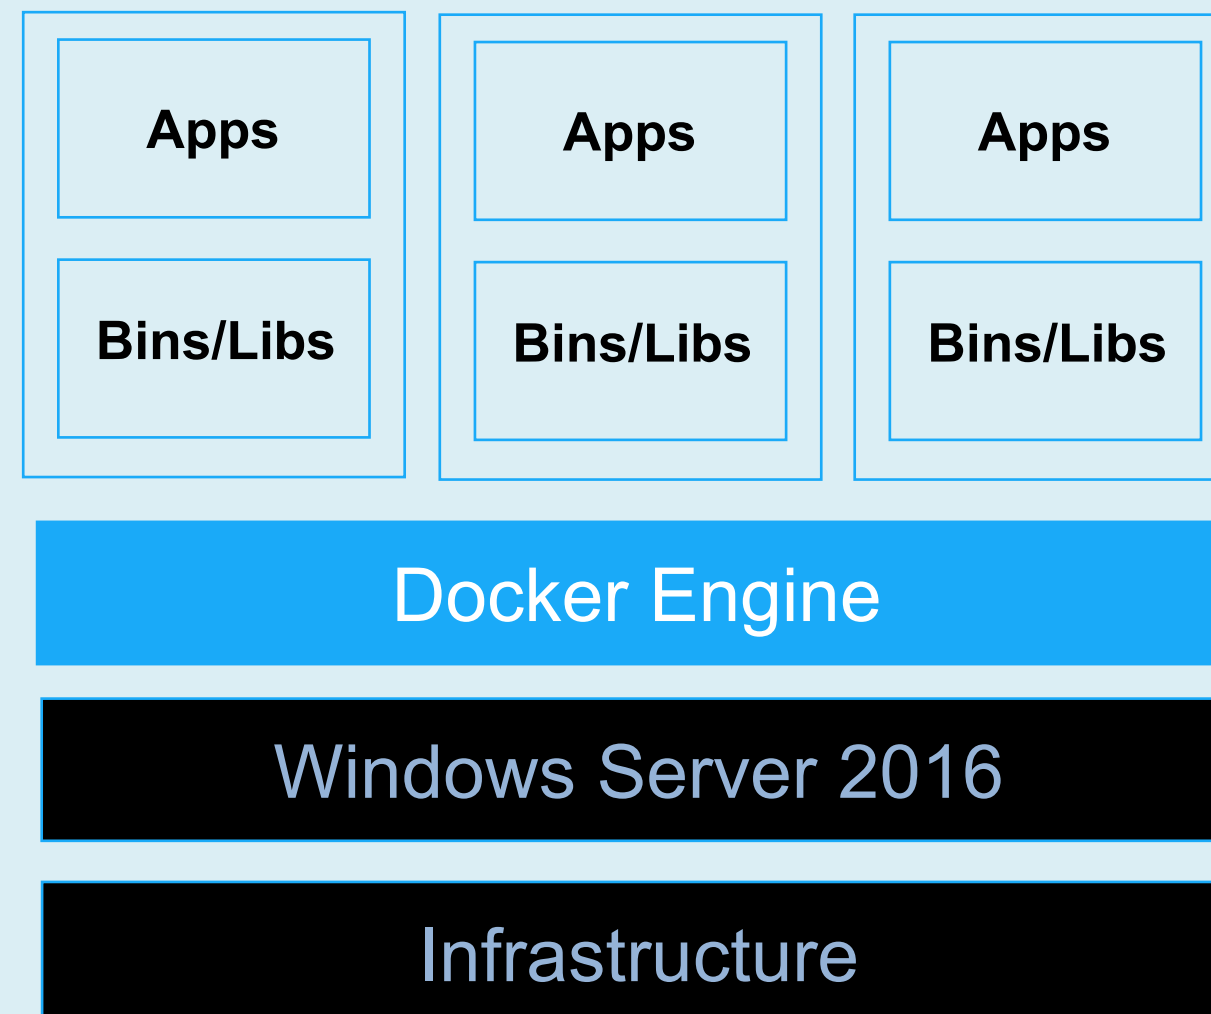 Apps
Apps
Apps
Bins/Libs
Bins/Libs
Bins/Libs
Docker Engine
Windows Server 2016
Infrastructure